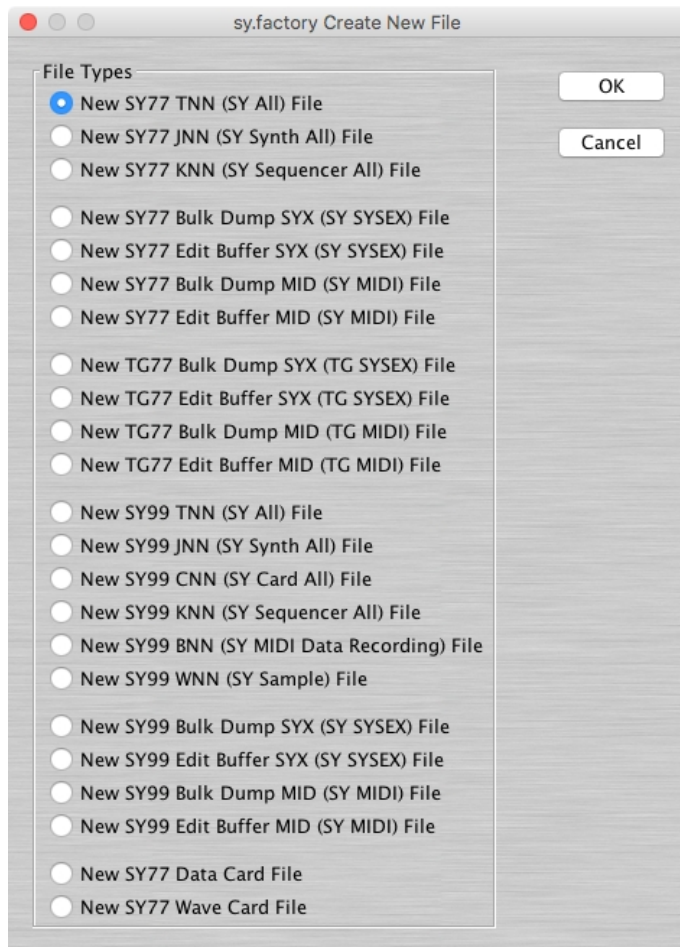 sy.factory Create New File
File Types
New SY77 TNN (SY All) File
New SY77 JNN (SY Synth All) File
New SY77 KNN (SY Sequencer All) File
New SY77 Bulk Dump SYX (SY SYSEX) File
New SY77 Edit Buffer SYX (SY SYSEX) File
New SY77 Bulk Dump MID (SY MIDI) File
New SY77 Edit Buffer MID (SY MIDI) File
New TG77 Bulk Dump SYX (TG SYSEX) File
New TG77 Edit Buffer SYX (TG SYSEX) File
New TG77 Bulk Dump MID (TG MIDI) File
New TG77 Edit Buffer MID (TG MIDI) File
New SY99 TNN (SY All) File
New SY99 JNN (SY Synth All) File
New SY99 CNN (SY Card All) File
New SY99 KNN (SY Sequencer All) File
New SY99 BNN (SY MIDI Data Recording) File
New SY99 WNN (SY Sample) File
New SY99 Bulk Dump SYX (SY SYSEX) File
New SY99 Edit Buffer SYX (SY SYSEX) File
New SY99 Bulk Dump MID (SY MIDI) File
New SY99 Edit Buffer MID (SY MIDI) File
New SY77 Data Card File
New SY77 Wave Card File
OK
Cancel